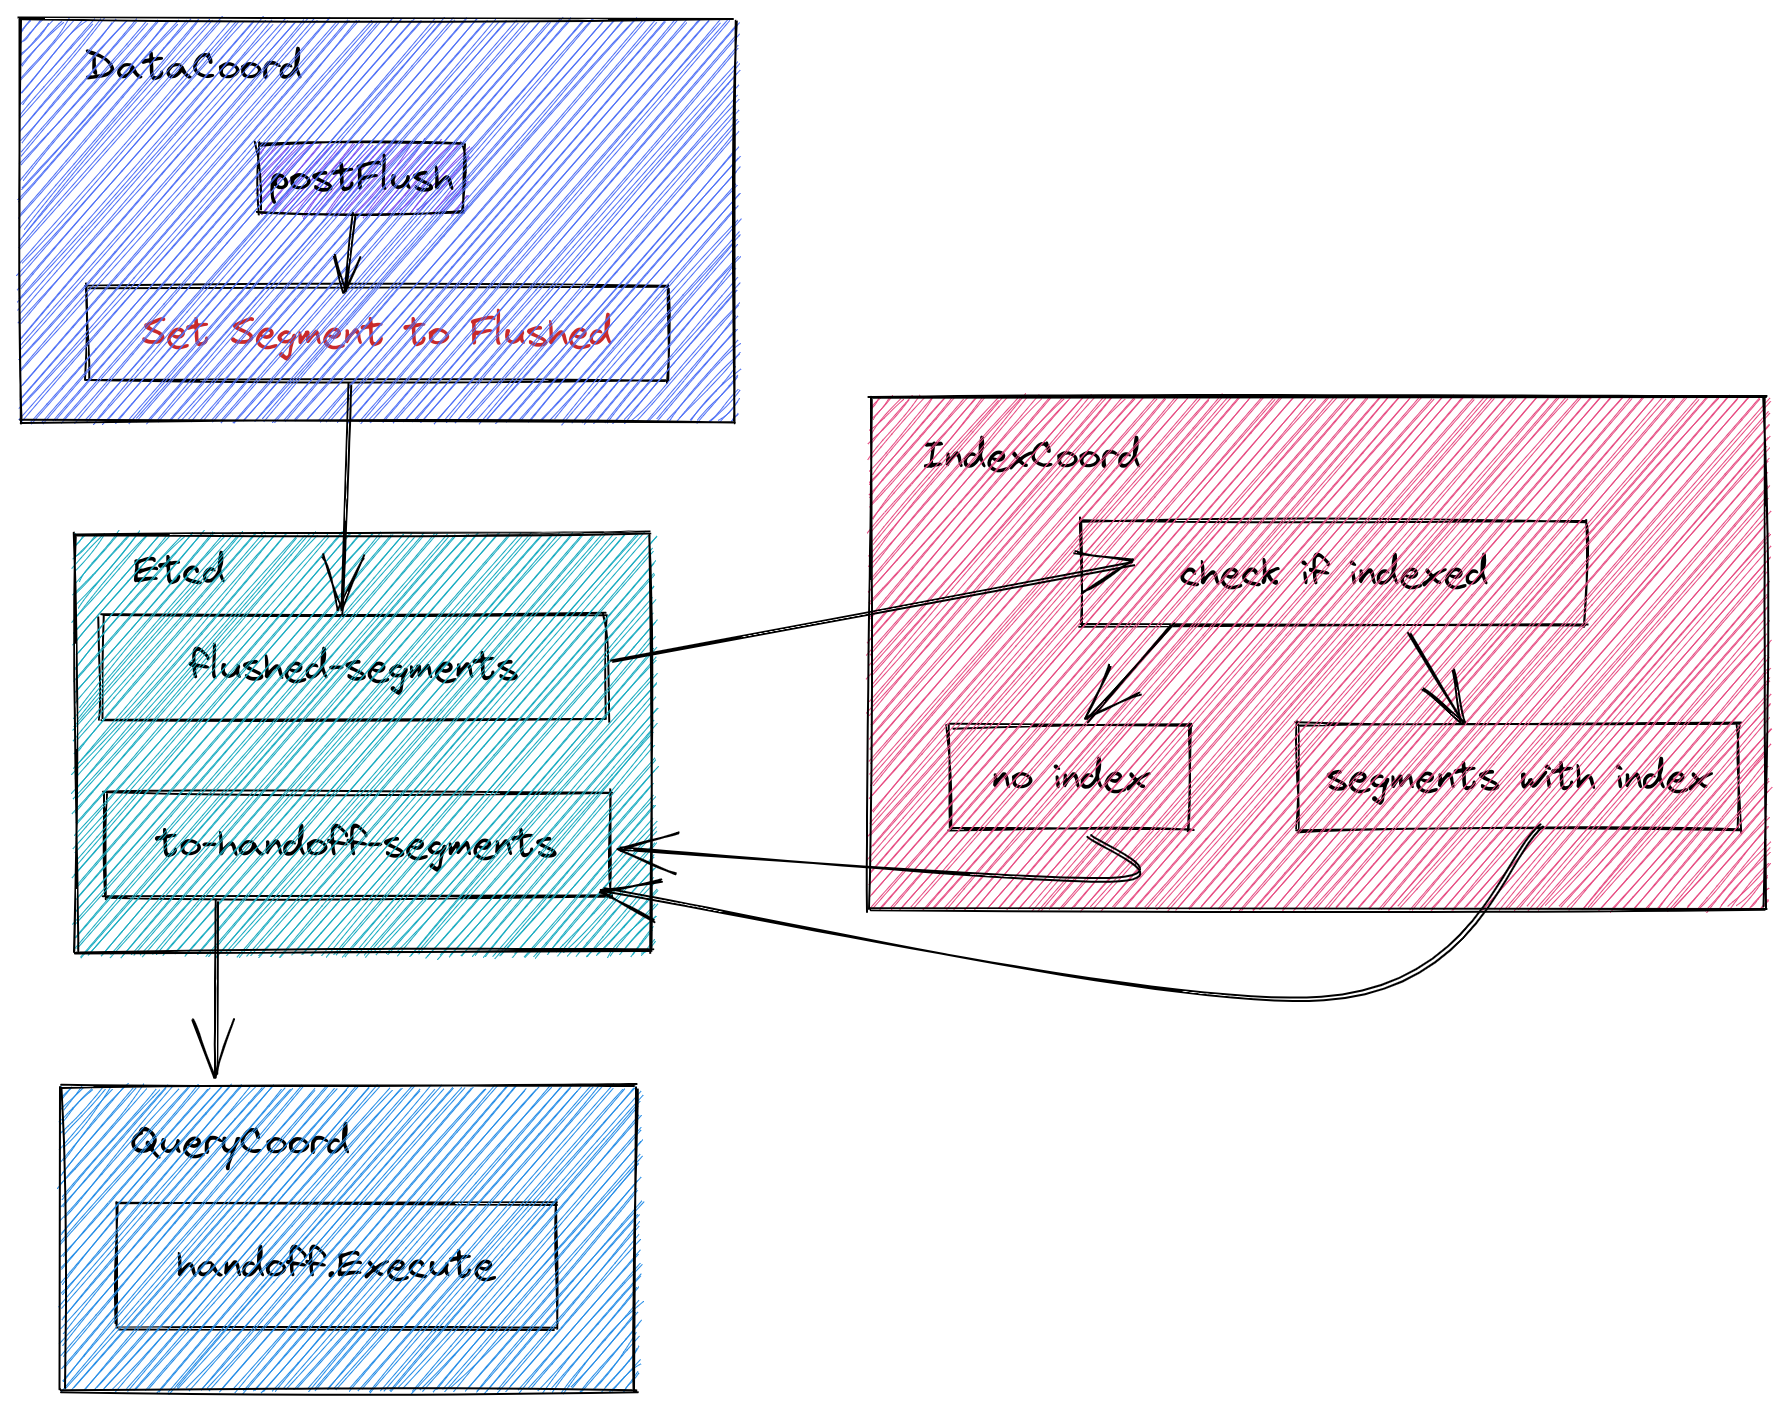 DataCoord
postFlush
Set Segment to Flushed
IndexCoord
check if indexed
no index
segments with index
Etcd
flushed-segments
to-handoff-segments
QueryCoord
handoff.Execute